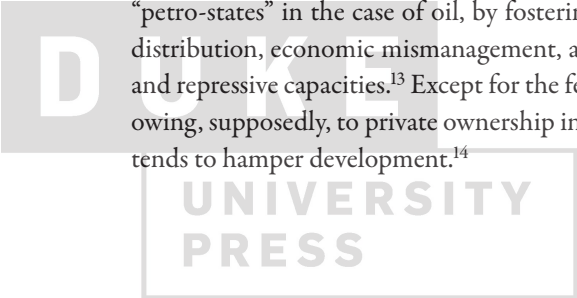 “petro-states” in the case of oil, by fosterin
distribution, economic mismanagement, a
and repressive capacities.¹³ Except for the fe
owing, supposedly, to private ownership in
tends to hamper development.¹⁴
DUKE
UNIVERSITY
PRESS